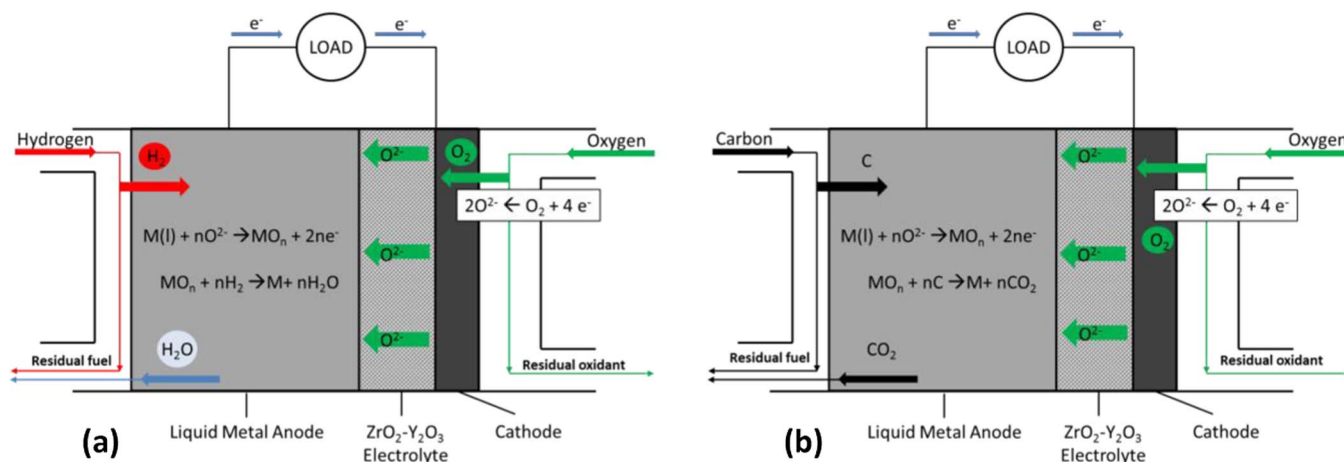 e-
LOAD
e-
Hydrogen
H2
O2-
O2
Oxygen
2O2- ← O2 + 4 e-
M(l) + nO2- →MOn + 2ne-
O2-
MOn + nH2 →M+ nH2O
O2-
H2O
Residual fuel
Residual oxidant
(a)
Liquid Metal Anode
ZrO2-Y2O3
Electrolyte
Cathode
e-
LOAD
e-
Carbon
C
O2-
Oxygen
2O2- ← O2 + 4 e-
M(l) + nO2- →MOn + 2ne-
O2-
O2
MOn + nC →M+ nCO2
O2-
CO2
Residual fuel
Residual oxidant
(b)
Liquid Metal Anode
ZrO2-Y2O3
Electrolyte
Cathode